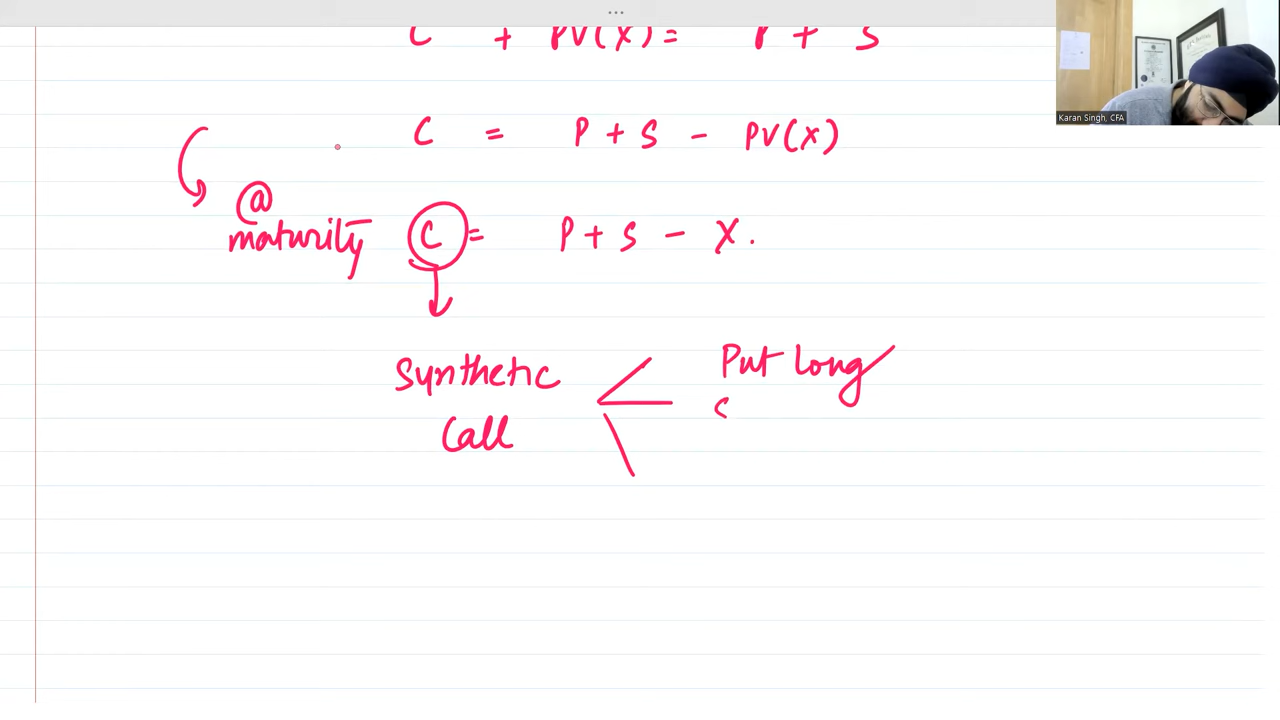 C + PV(X) = P + S
C = P + S - PV(X)
@
maturity C = P + S - X.
Put Long
Synthetic
S
Call
Karan Singh, CFA